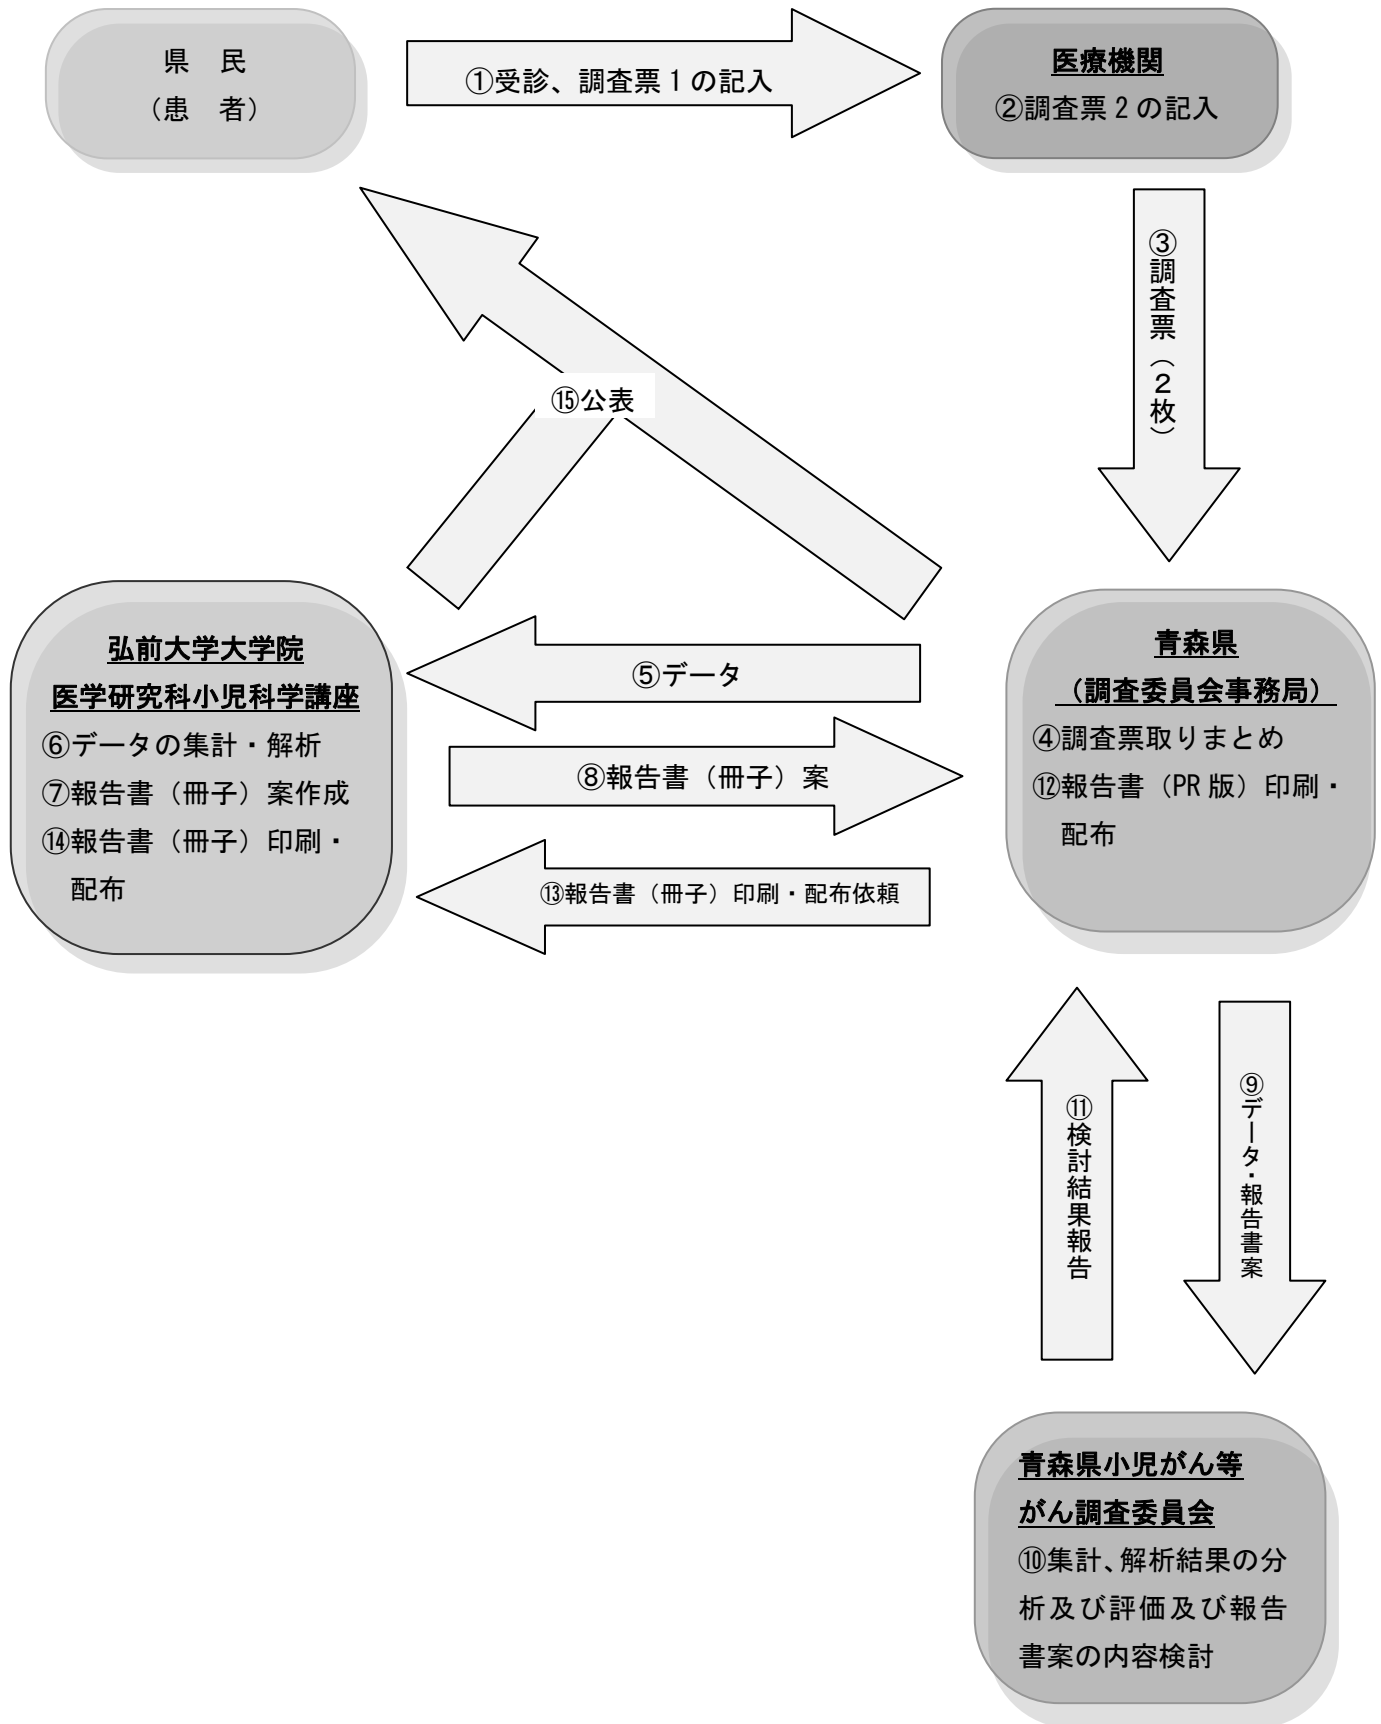 県　民
（患　者）
①受診、調査票１の記入
医療機関
②調査票２の記入
③調査票（２枚）
⑮公表
弘前大学大学院
医学研究科小児科学講座
⑥データの集計・解析
⑦報告書（冊子）案作成
⑭報告書（冊子）印刷・
配布
⑤データ
⑧報告書（冊子）案
⑬報告書（冊子）印刷・配布依頼
青森県
（調査委員会事務局）
④調査票取りまとめ
⑫報告書（PR 版）印刷・
配布
⑪検討結果報告
⑨データ・報告書案
青森県小児がん等
がん調査委員会
⑩集計、解析結果の分
析及び評価及び報告
書案の内容検討